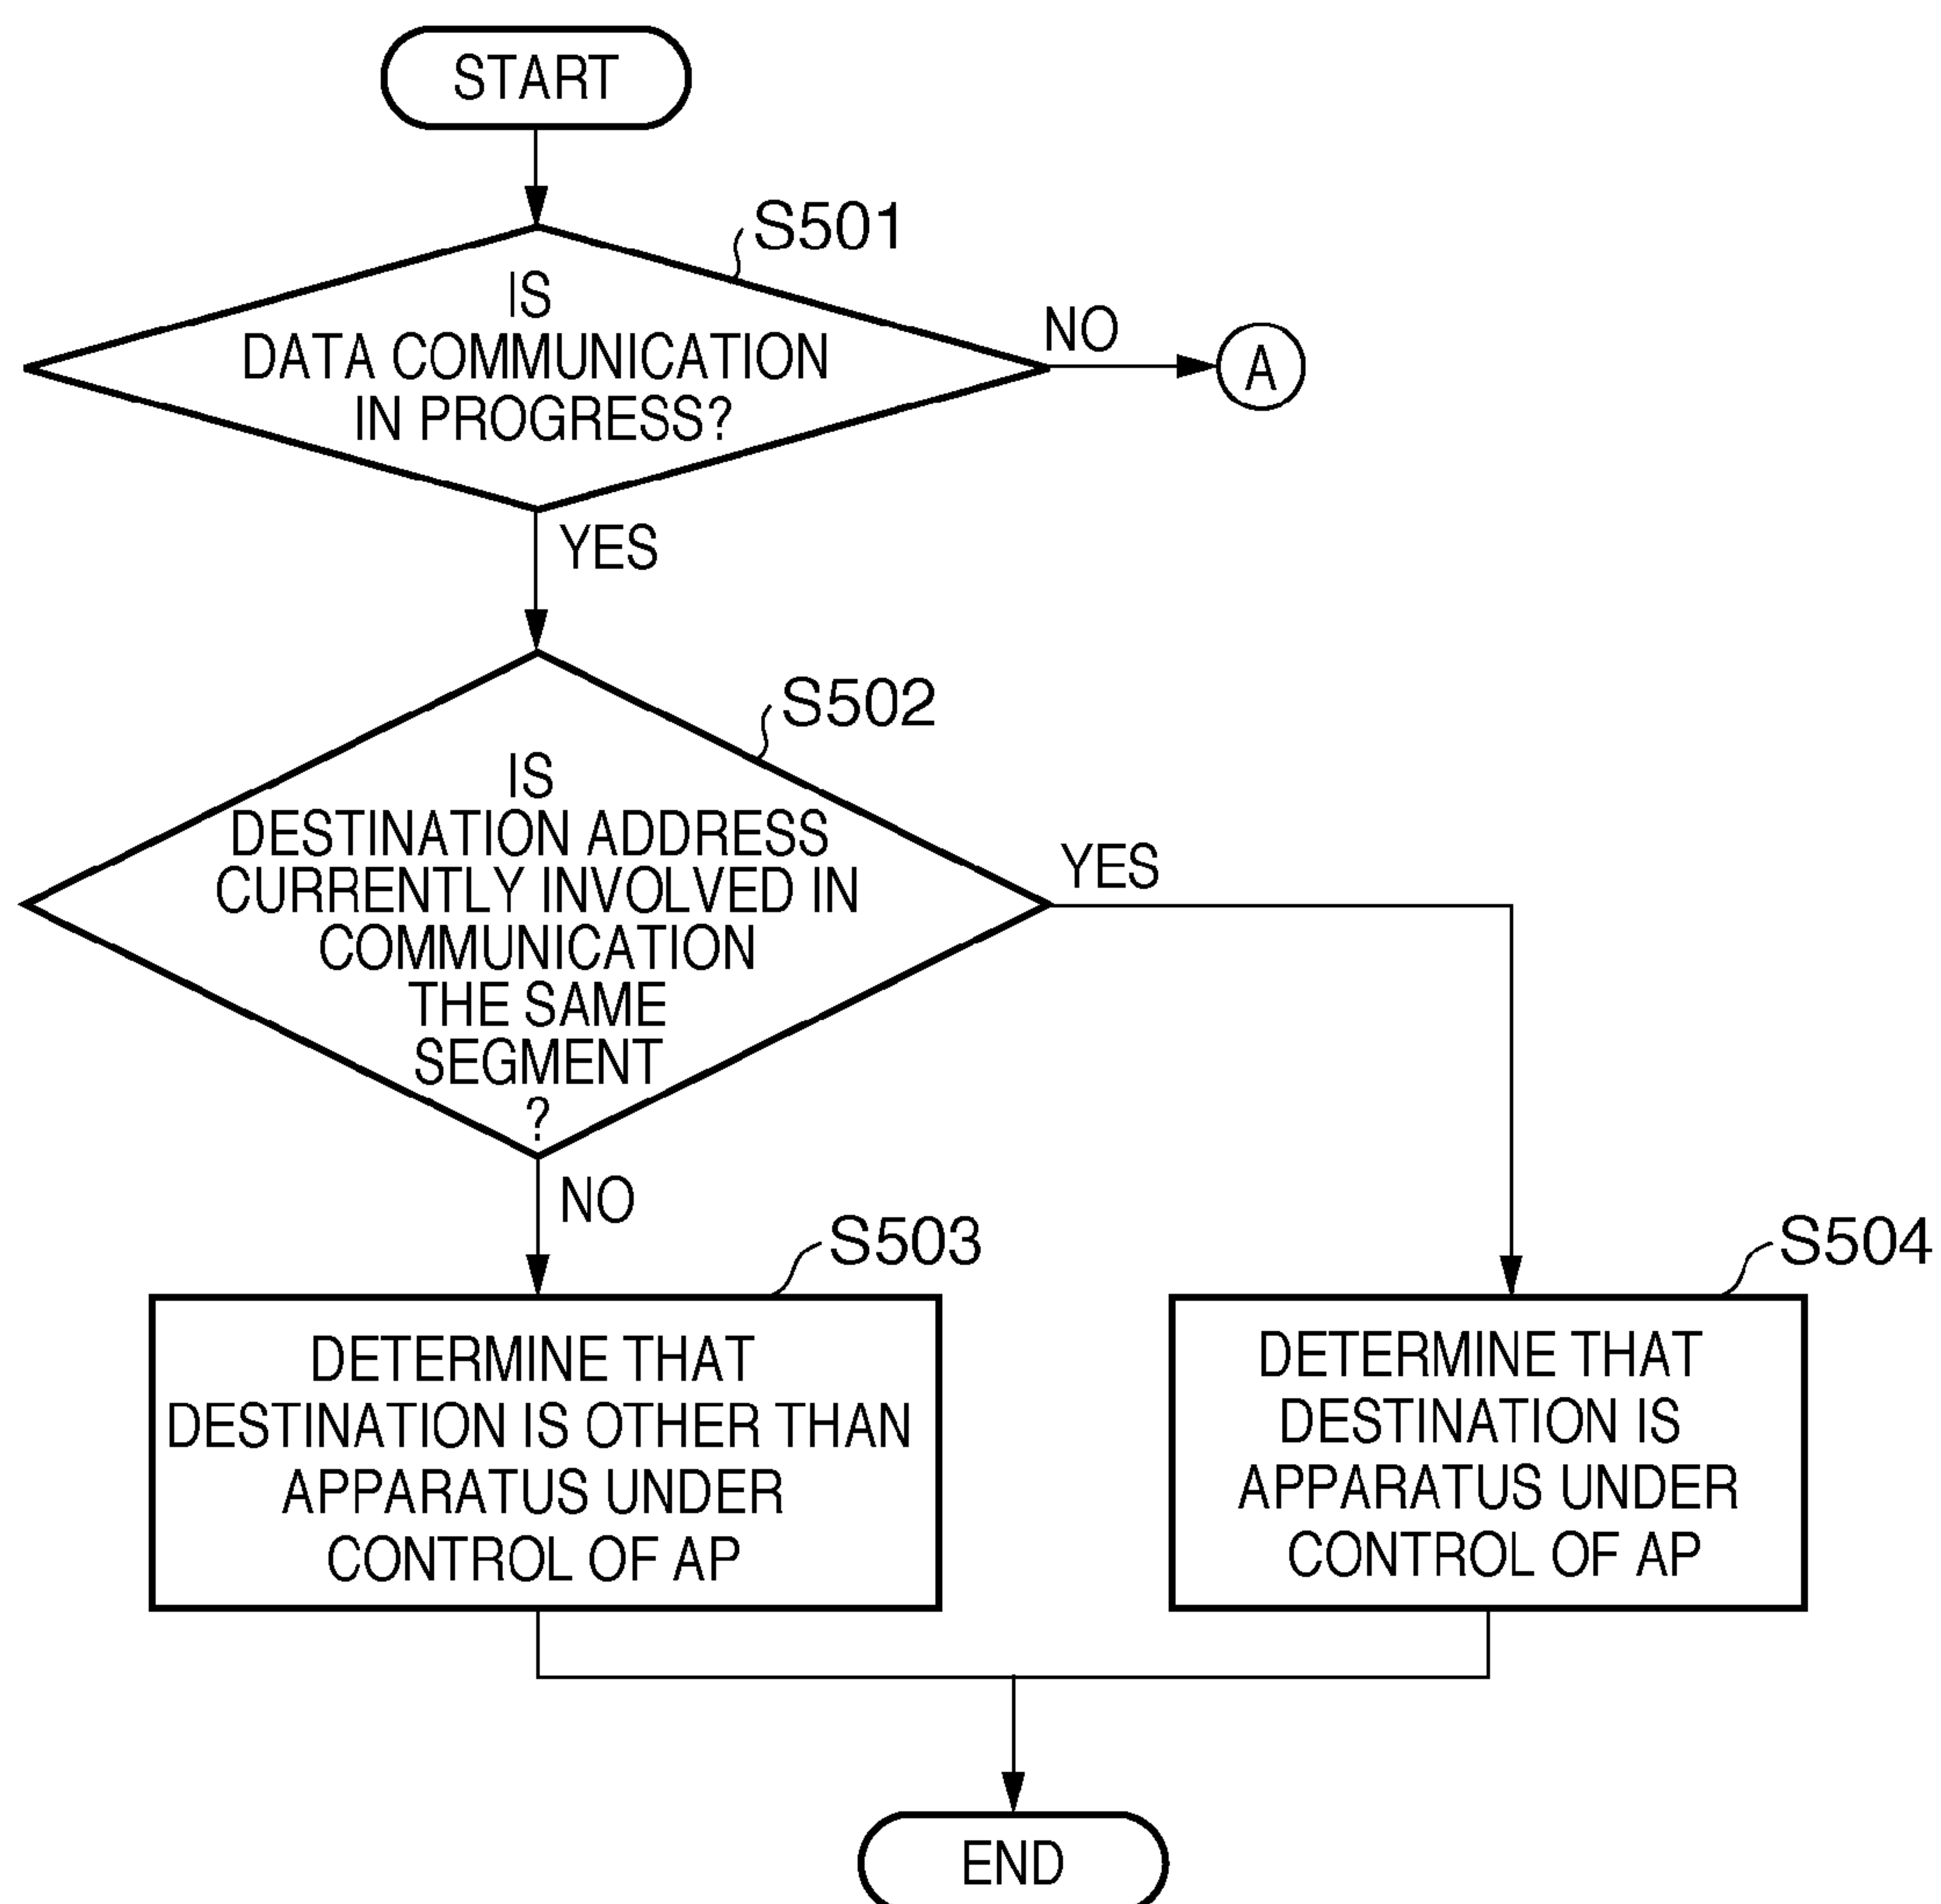 START
S501
IS
DATA COMMUNICATION
IN PROGRESS?
NO
A
YES
S502
IS
DESTINATION ADDRESS
CURRENTLY INVOLVED IN
COMMUNICATION
THE SAME
SEGMENT
?
YES
NO
S503
DETERMINE THAT
DESTINATION IS OTHER THAN
APPARATUS UNDER
CONTROL OF AP
S504
DETERMINE THAT
DESTINATION IS
APPARATUS UNDER
CONTROL OF AP
END